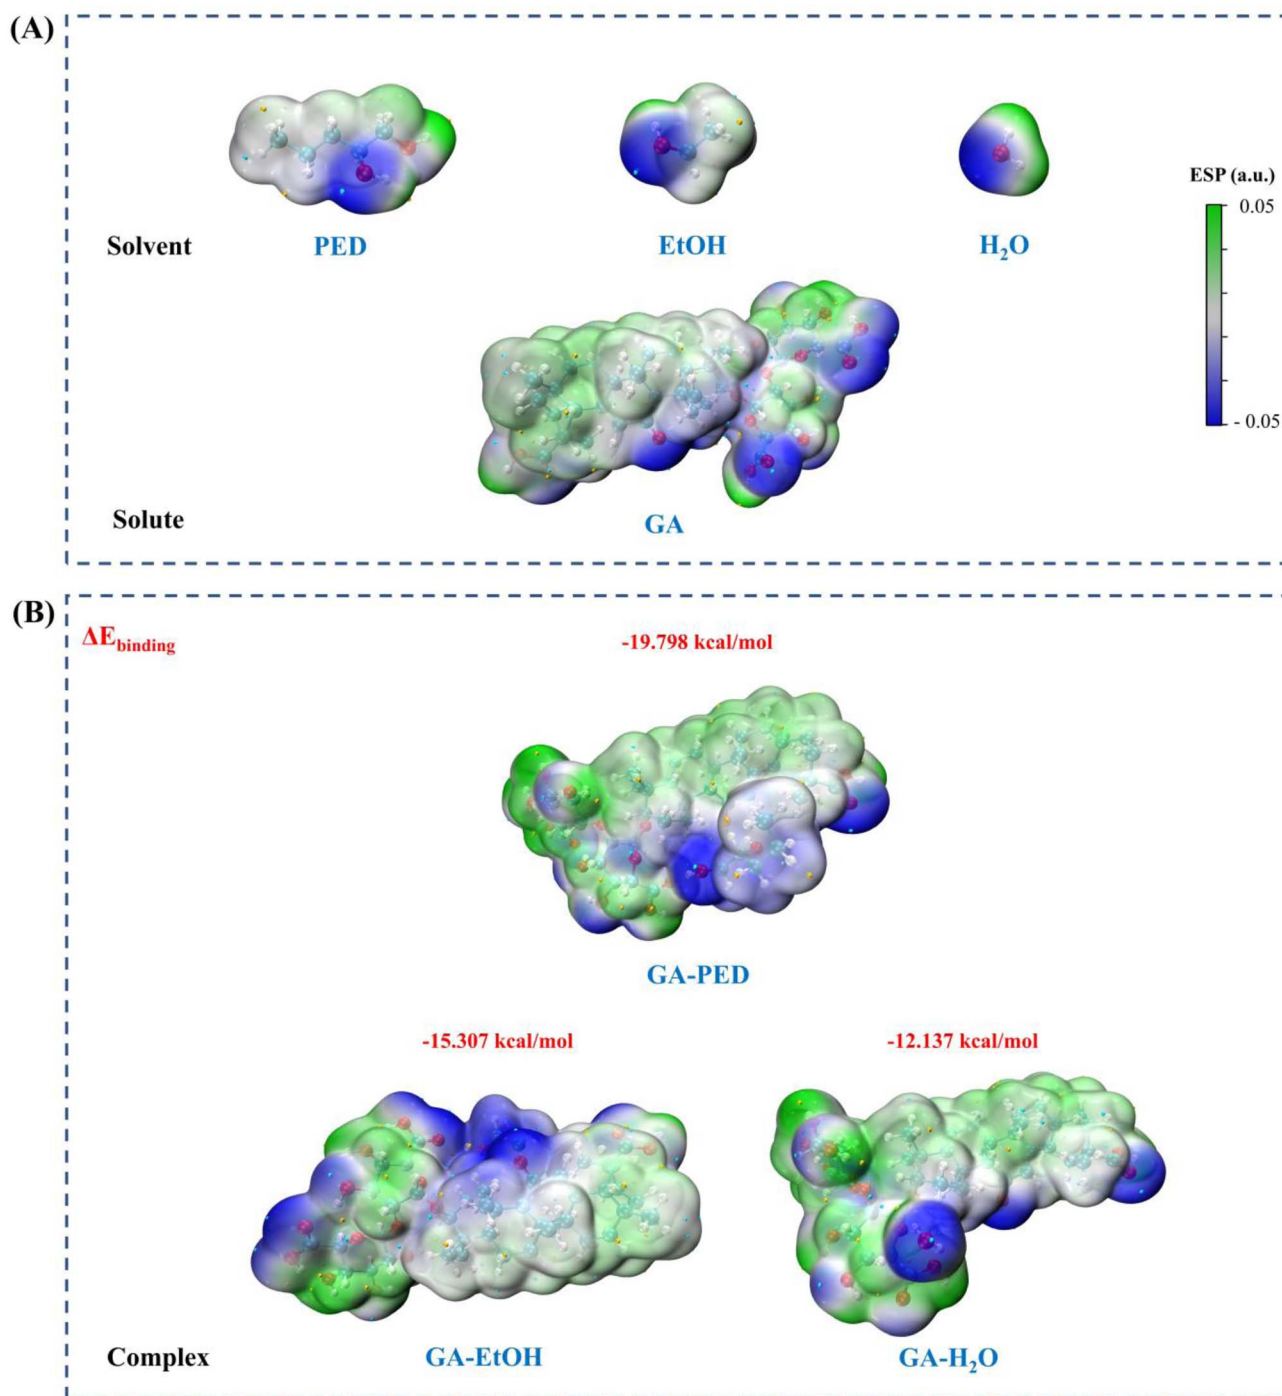 (A)
ESP (a.u.)
0.05
- 0.05
Solvent
PED
EtOH
H₂O
Solute
GA
(B)
ΔE_binding
-19.798 kcal/mol
GA-PED
-15.307 kcal/mol
-12.137 kcal/mol
Complex
GA-EtOH
GA-H₂O